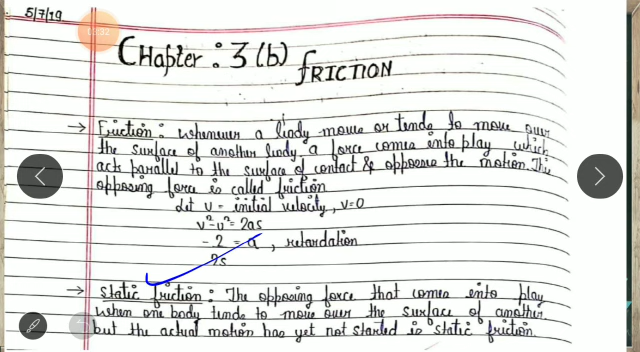 5/7/19
03:32
CHapter : 3 (b) FRICTION
→ Friction : Whenever a body moves or tends to move over
the surface of another body a force comes into play which
acts parallel to the surface of contact & opposes the motion. This
opposing force is called friction
Let u = initial velocity, v=0
v²-u² = 2as
-2 = a, retardation
2s
→ Static friction : The opposing force that comes into play
when one body tends to move over the surface of another.
but the actual motion has yet not started is static friction.